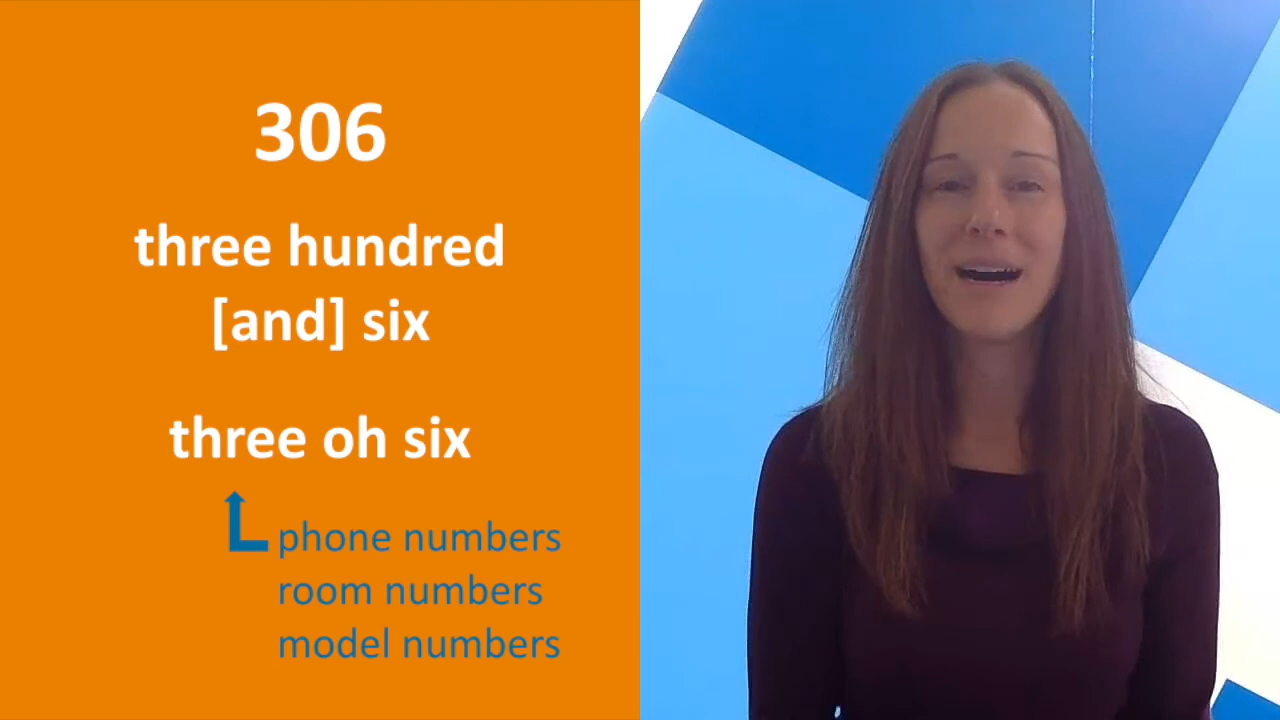 306
three hundred
[and] six
three oh six
phone numbers
room numbers
model numbers